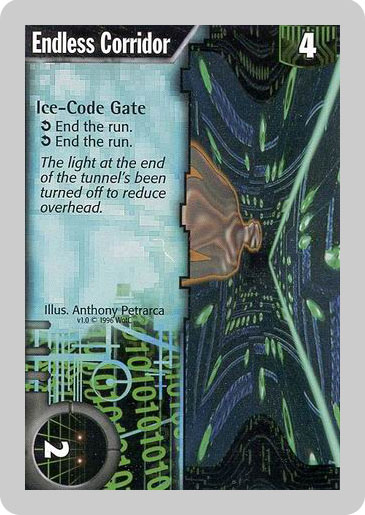 Endless Corridor
4
Ice-Code Gate
End the run.
End the run.
The light at the end
of the tunnel's been
turned off to reduce
overhead.
Illus. Anthony Petrarca
v1.0 © 1996 WotC
2